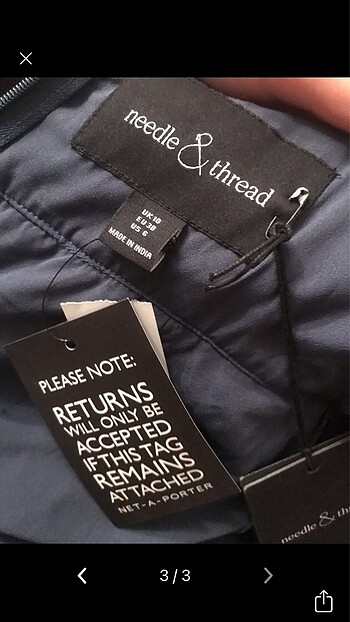 needle & thread
UK 10
EU 38
US 6
MADE IN INDIA
PLEASE NOTE:
RETURNS
WILL ONLY BE
ACCEPTED
IF THIS TAG
REMAINS
ATTACHED
NET-A-PORTER
needle & th
3 / 3